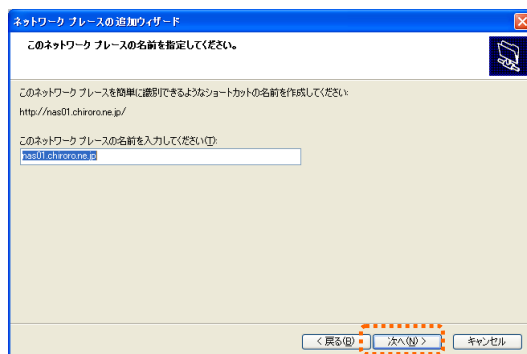 ネットワーク プレースの追加ウィザード
このネットワーク プレースの名前を指定してください。
このネットワーク プレースを簡単に識別できるようなショートカットの名前を作成してください:
http://nas01.chiroro.ne.jp/
このネットワーク プレースの名前を入力してください(T):
nas01.chiroro.ne.jp
< 戻る(B)
次へ(N) >
キャンセル